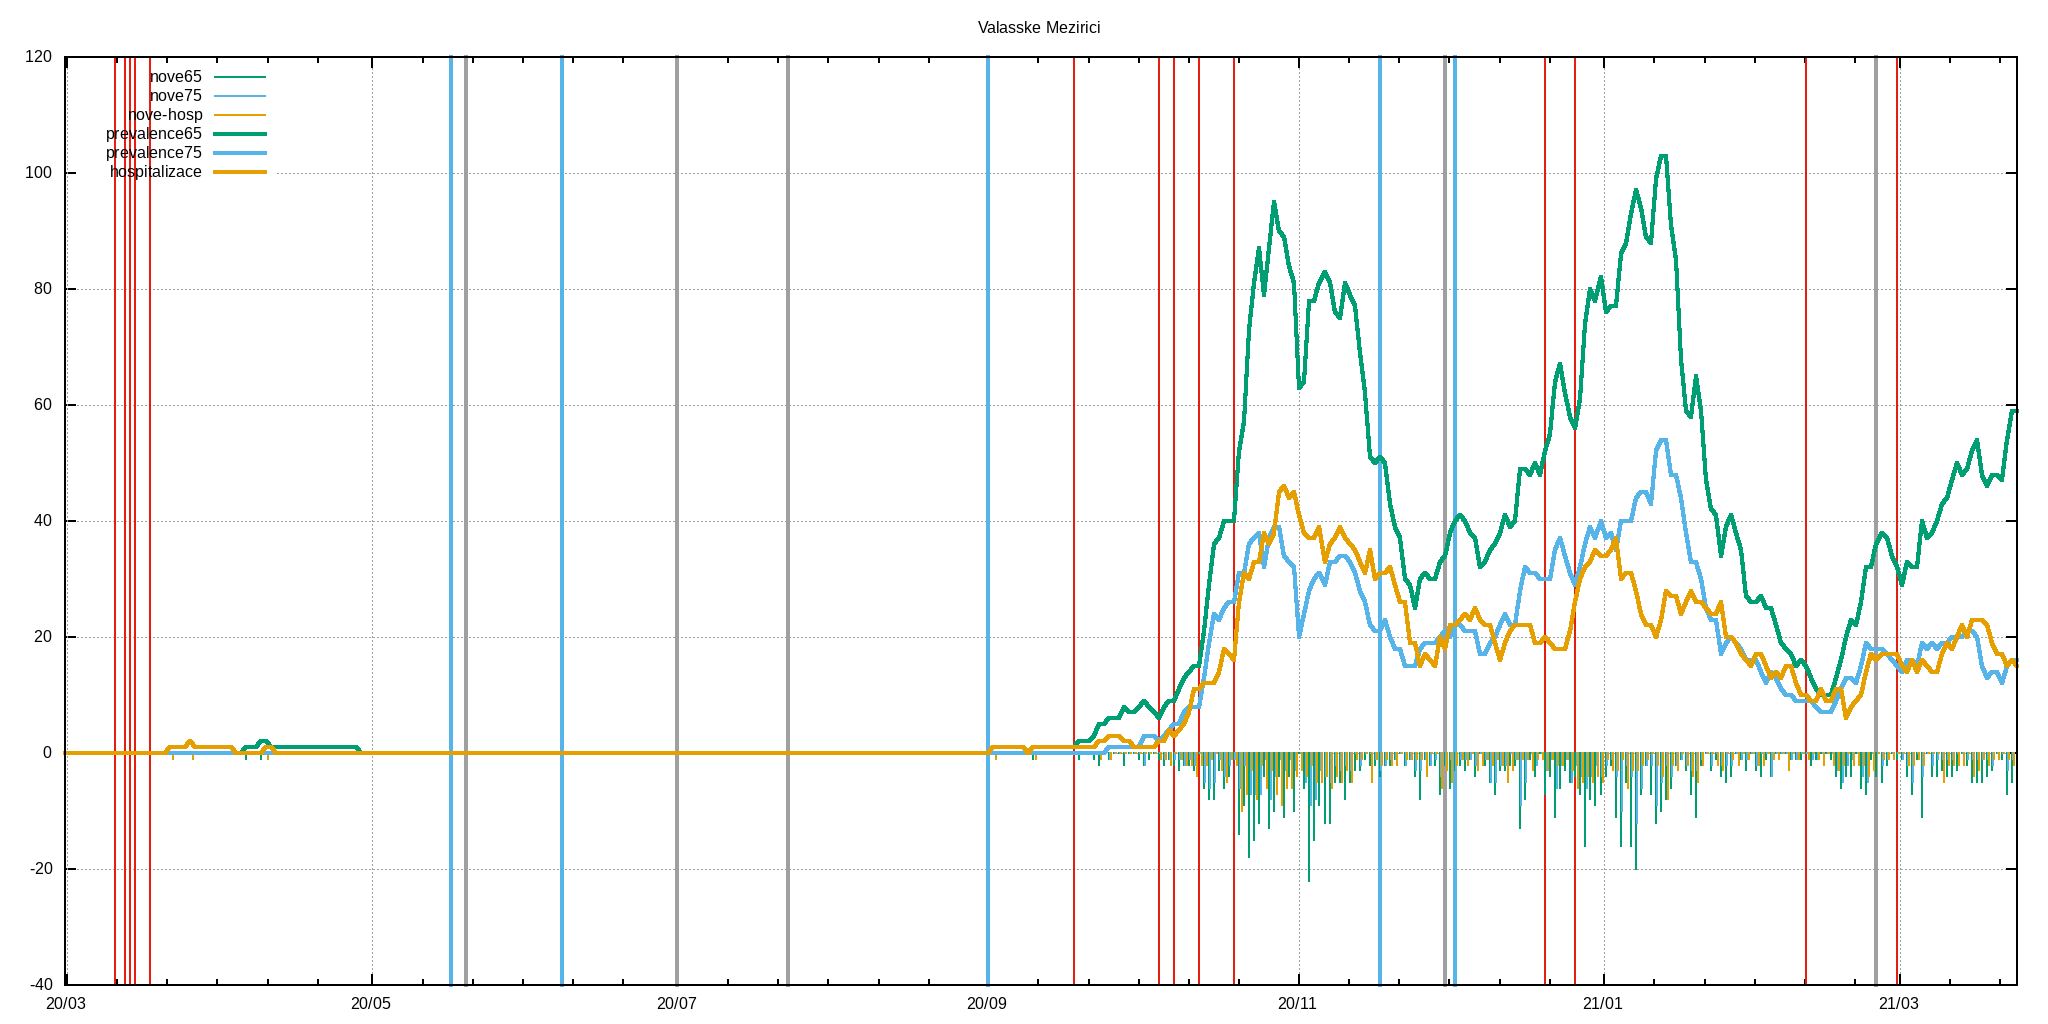 Valasske Mezirici
120
100
80
60
40
20
0
-20
-40
nove65
nove75
nove-hosp
prevalence65
prevalence75
hospitalizace
20/03 20/05 20/07 20/09 20/11 21/01 21/03